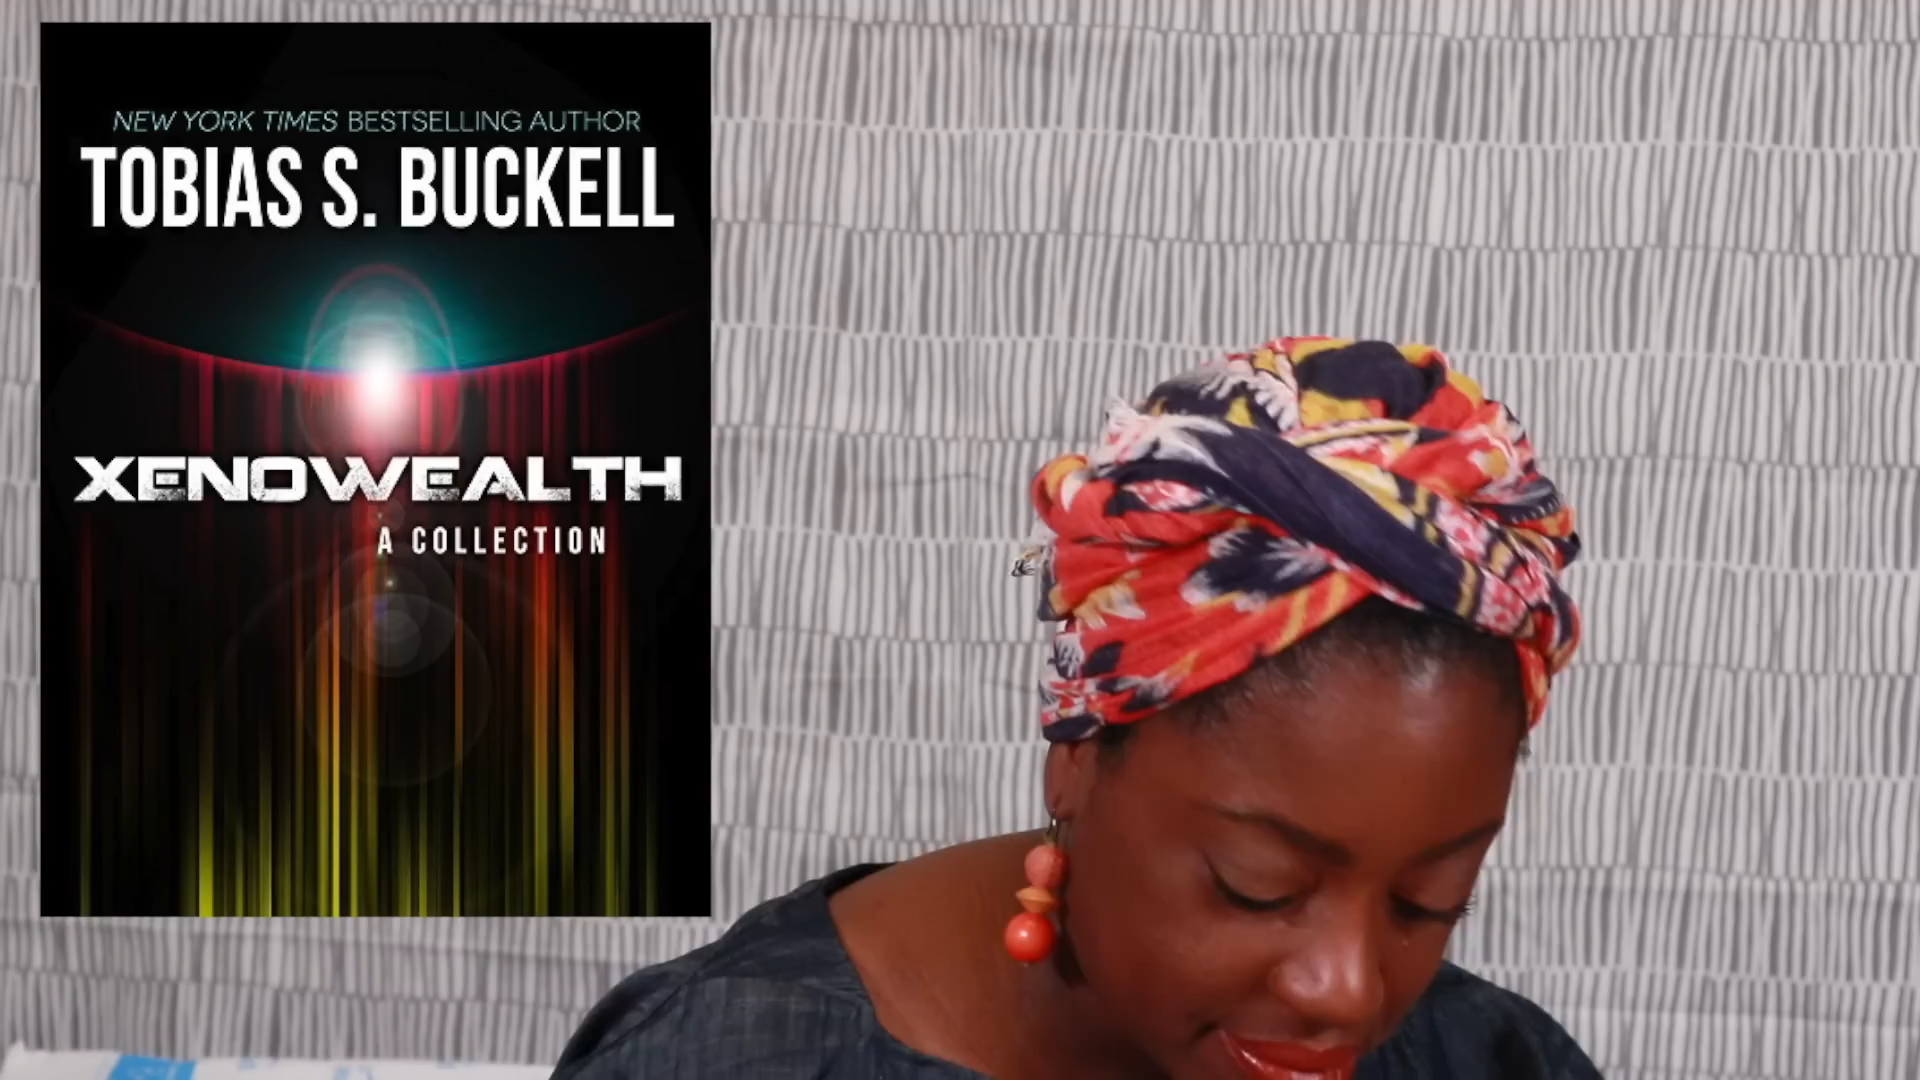 NEW YORK TIMES BESTSELLING AUTHOR
TOBIAS S. BUCKELL
XENOWEALTH
A COLLECTION